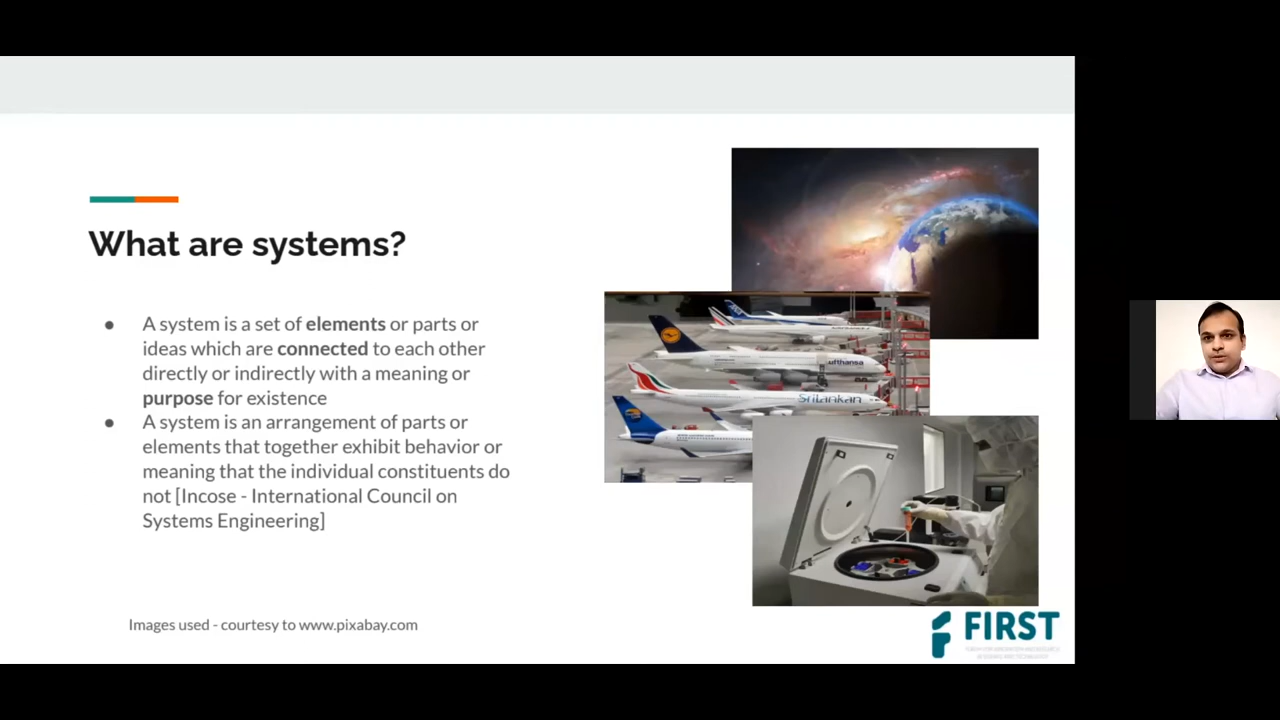 What are systems?
● A system is a set of elements or parts or
ideas which are connected to each other
directly or indirectly with a meaning or
purpose for existence
● A system is an arrangement of parts or
elements that together exhibit behavior or
meaning that the individual constituents do
not [Incose - International Council on
Systems Engineering]
Lufthansa
SriLankan
Images used - courtesy to www.pixabay.com
FIRST